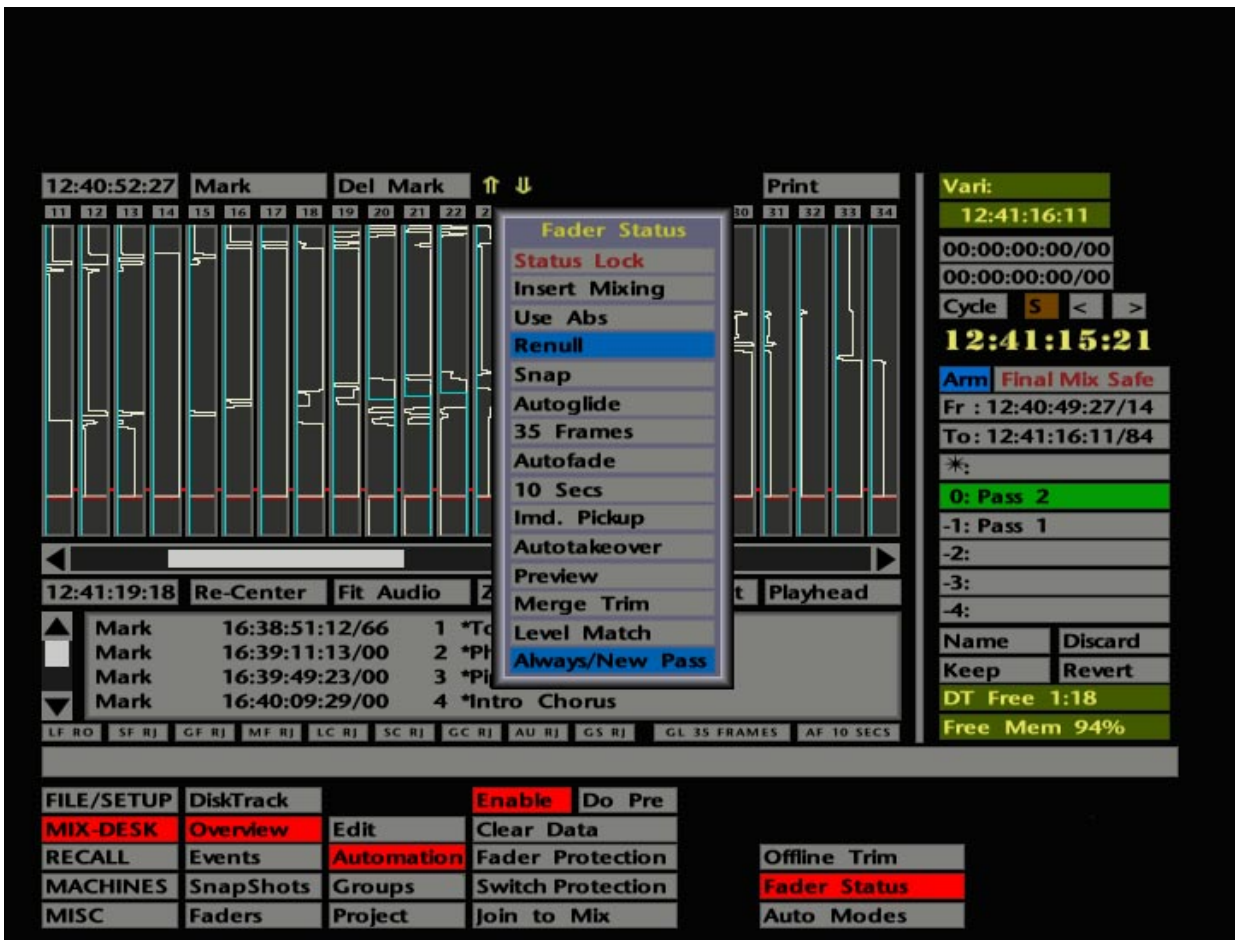 12:40:52:27 Mark Del Mark ⇑ ⇓ Print
11 12 13 14 15 16 17 18 19 20 21 22 2 30 31 32 33 34
Fader Status
Status Lock
Insert Mixing
Use Abs
Renull
Snap
Autoglide
35 Frames
Autofade
10 Secs
Imd. Pickup
Autotakeover
Preview
Merge Trim
Level Match
Always/New Pass
Vari:
12:41:16:11
00:00:00:00/00
00:00:00:00/00
Cycle S < >
12:41:15:21
Arm Final Mix Safe
Fr : 12:40:49:27/14
To: 12:41:16:11/84
✳:
0: Pass 2
-1: Pass 1
-2:
-3:
-4:
Name Discard
Keep Revert
DT Free 1:18
Free Mem 94%
12:41:19:18 Re-Center Fit Audio Z t Playhead
Mark 16:38:51:12/66 1 *To
Mark 16:39:11:13/00 2 *Ph
Mark 16:39:49:23/00 3 *Pi
Mark 16:40:09:29/00 4 *Intro Chorus
LF RO SF RJ GF RJ MF RJ LC RJ SC RJ GC RJ AU RJ GS RJ GL 35 FRAMES AF 10 SECS
FILE/SETUP DiskTrack Enable Do Pre
MIX-DESK Overview Edit Clear Data
RECALL Events Automation Fader Protection Offline Trim
MACHINES SnapShots Groups Switch Protection Fader Status
MISC Faders Project Join to Mix Auto Modes